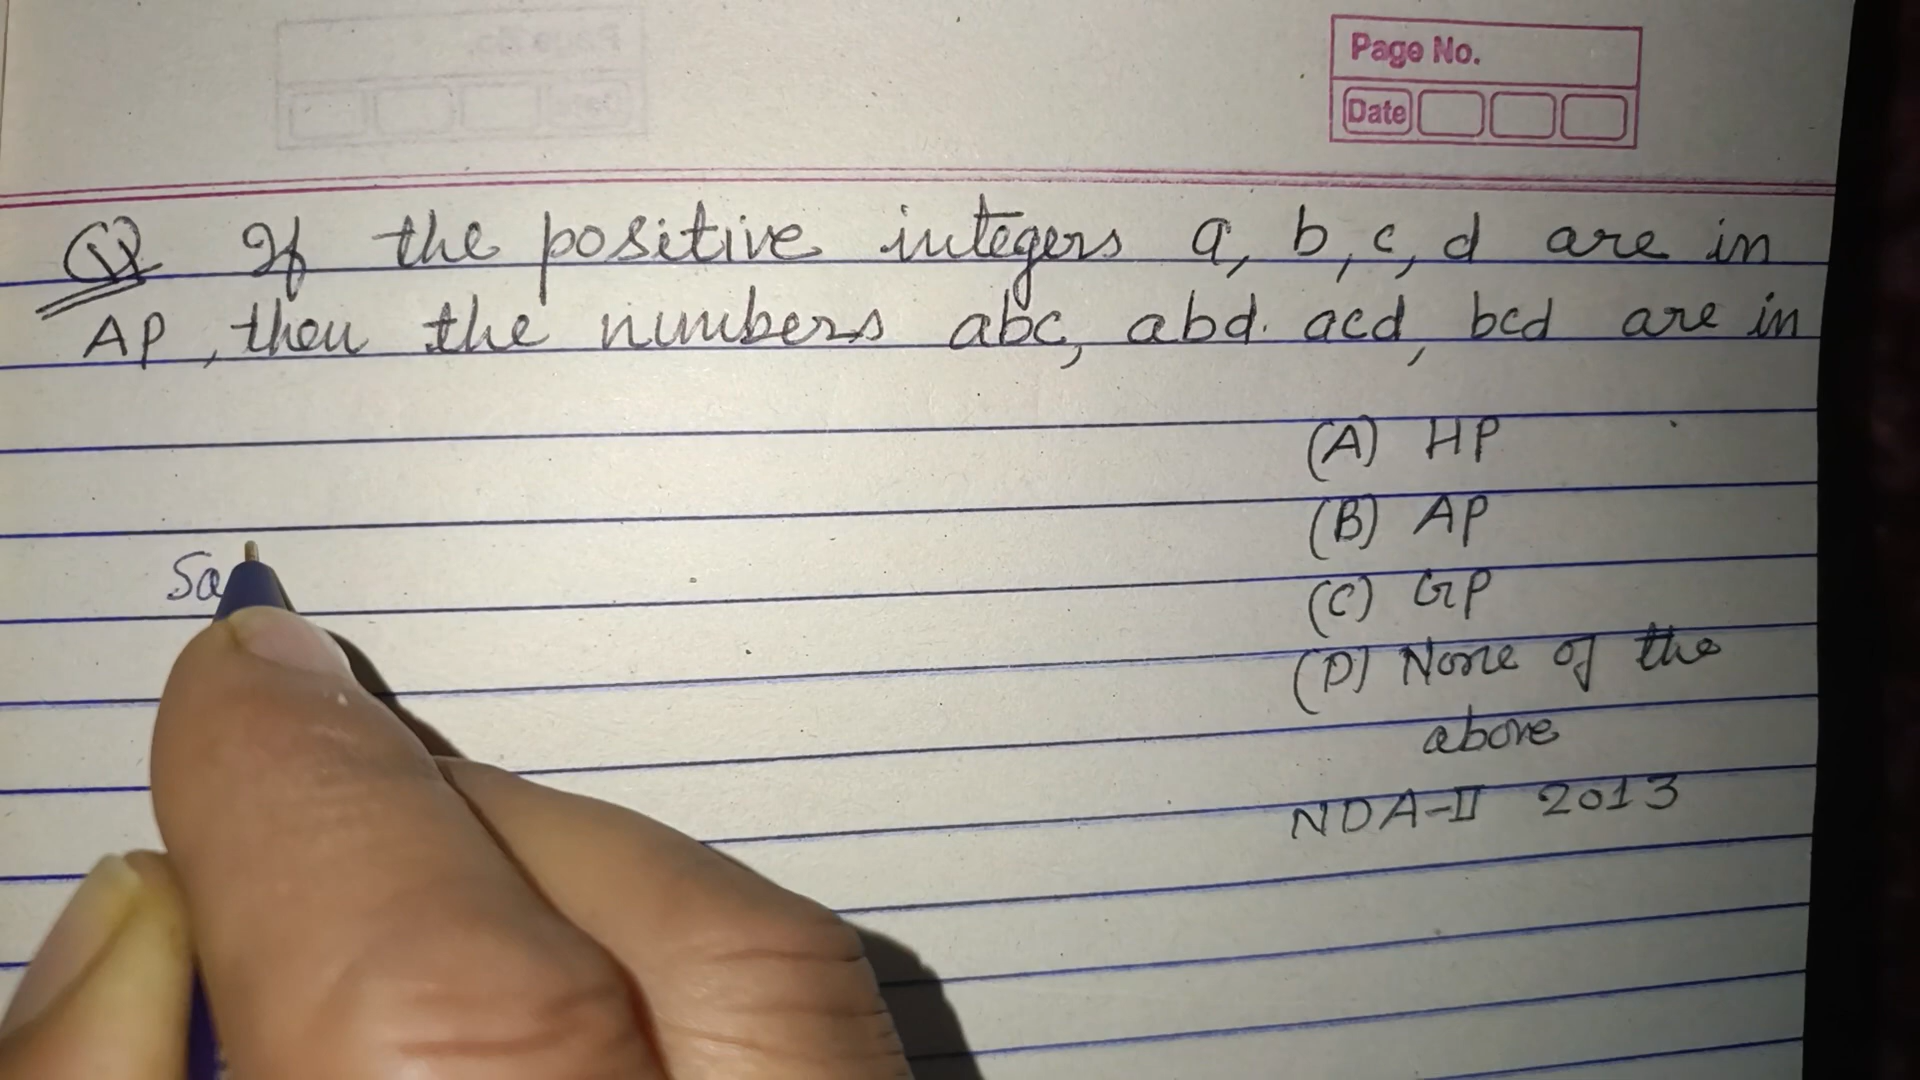 Page No.
Date
Q If the positive integers a, b, c, d are in
AP, then the numbers abc, abd. acd, bcd are in
(A) HP
(B) AP
(C) GP
(D) None of the
above
NDA-II 2013
So